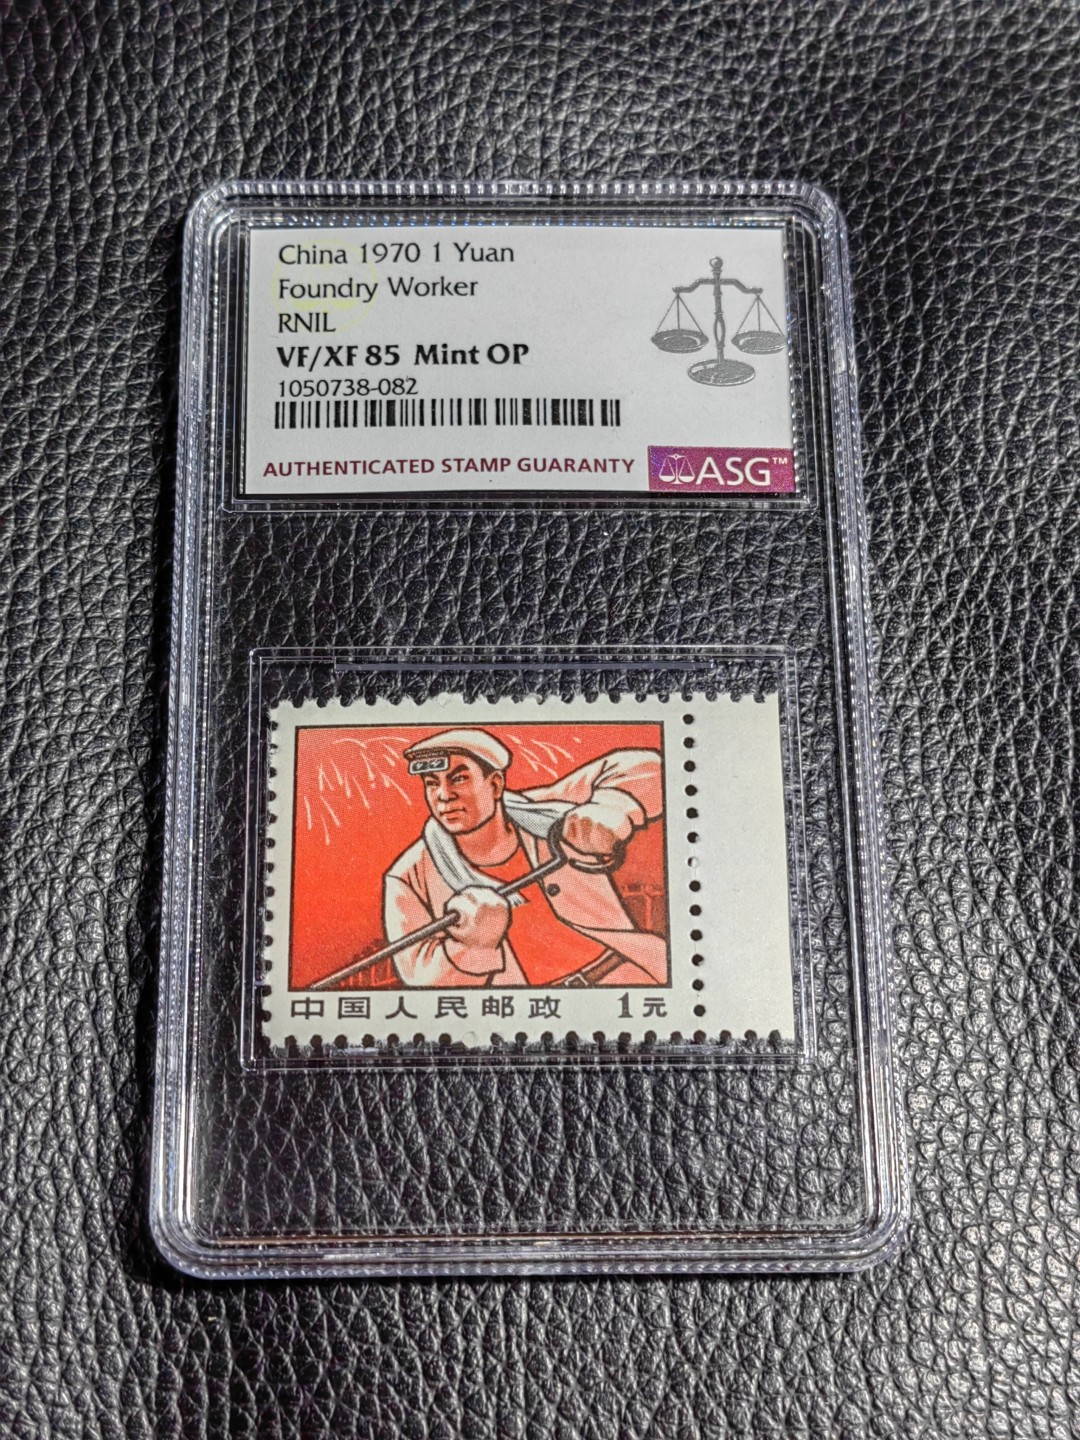 China 1970 1 Yuan
Foundry Worker
RNIL
VF/XF 85 Mint OP
1050738-082
AUTHENTICATED STAMP GUARANTY
ASG™
中国人民邮政 1元